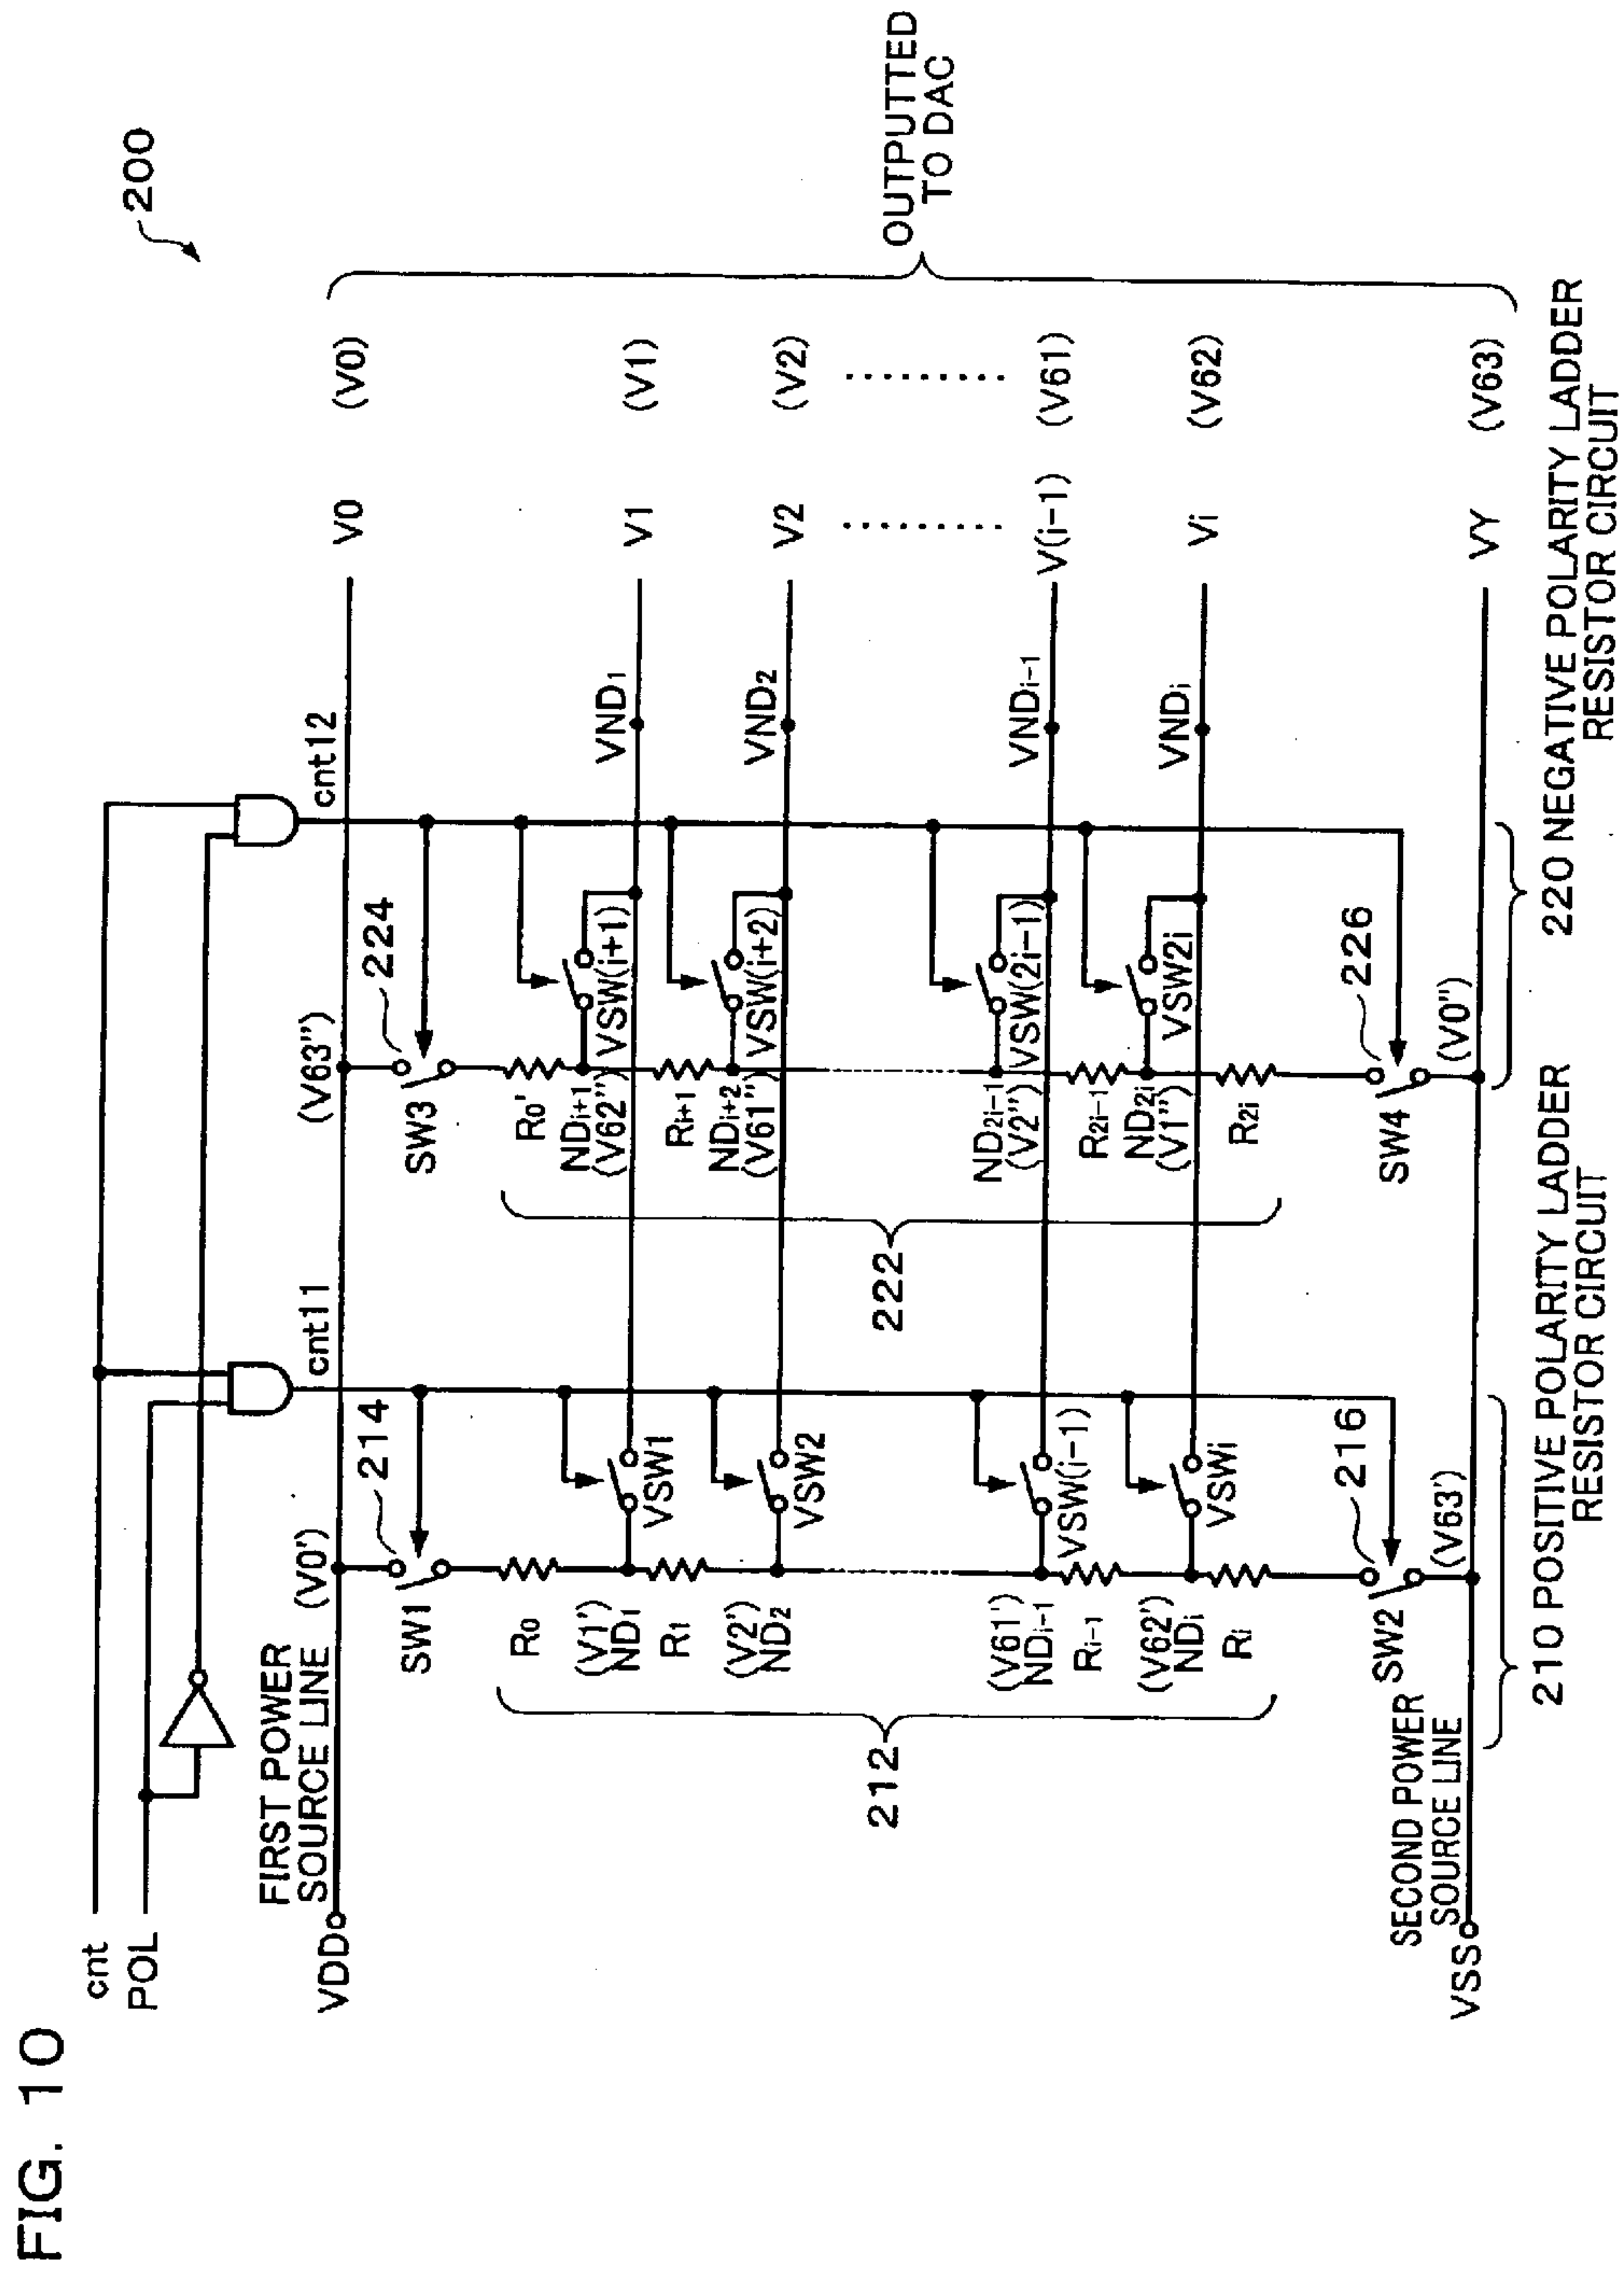 FIG. 10
200
cnt
POL
cnt11
cnt12
FIRST POWER
SOURCE LINE
VDD
(V0')
214
SW1
R0
(V1')
ND1
VSW1
R1
(V2')
ND2
VSW2
212
(V61')
NDi-1
VSW(i-1)
Ri-1
(V62')
NDi
VSWi
Ri
216
SW2
(V63')
SECOND POWER
SOURCE LINE
VSS
210 POSITIVE POLARITY LADDER
RESISTOR CIRCUIT
(V63")
224
SW3
R0'
NDi+1
(V62")
VSW(i+1)
Ri+1
NDi+2
(V61")
VSW(i+2)
222
ND2i-1
(V2")
VSW(2i-1)
R2i-1
ND2i
(V1")
VSW2i
R2i
226
SW4
(V0")
220 NEGATIVE POLARITY LADDER
RESISTOR CIRCUIT
VND1
VND2
VNDi-1
VNDi
V0 (V0)
V1 (V1)
V2 (V2)
V(i-1) (V61)
Vi (V62)
VY (V63)
OUTPUTTED
TO DAC